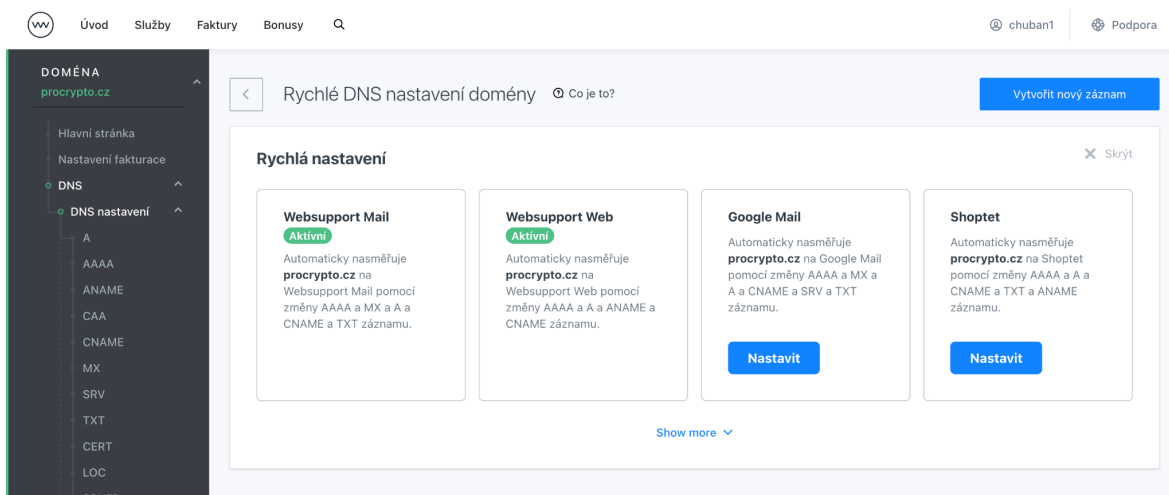 Úvod Služby Faktury Bonusy chuban1 Podpora
DOMÉNA
procrypto.cz
Hlavní stránka
Nastavení fakturace
DNS
DNS nastavení
A
AAAA
ANAME
CAA
CNAME
MX
SRV
TXT
CERT
LOC
Rychlé DNS nastavení domény Co je to?
Vytvořit nový záznam
Rychlá nastavení
Skrýt
Websupport Mail
Aktívní
Automaticky nasměřuje
procrypto.cz na
Websupport Mail pomocí
změny AAAA a MX a A a
CNAME a TXT záznamu.
Websupport Web
Aktívní
Automaticky nasměřuje
procrypto.cz na
Websupport Web pomocí
změny AAAA a A a ANAME a
CNAME záznamu.
Google Mail
Automaticky nasměřuje
procrypto.cz na Google Mail
pomocí změny AAAA a MX a
A a CNAME a SRV a TXT
záznamu.
Nastavit
Shoptet
Automaticky nasměřuje
procrypto.cz na Shoptet
pomocí změny AAAA a A a
CNAME a TXT a ANAME
záznamu.
Nastavit
Show more